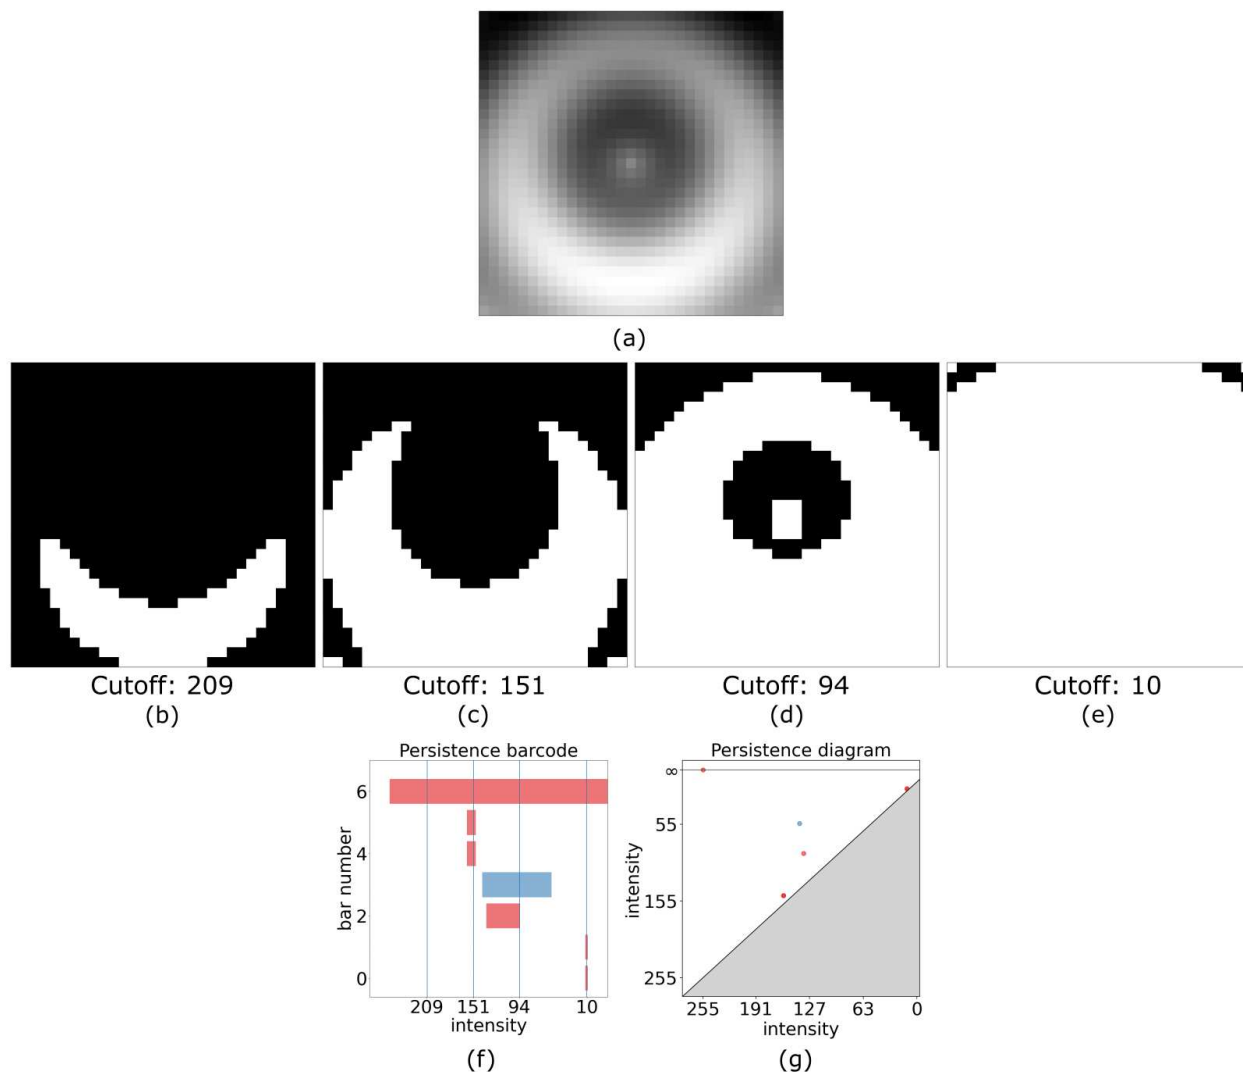 (a)
Cutoff: 209
(b)
Cutoff: 151
(c)
Cutoff: 94
(d)
Cutoff: 10
(e)
Persistence barcode
bar number
6
4
2
0
209 151 94 10
intensity
(f)
Persistence diagram
intensity
∞
55
155
255
255 191 127 63 0
intensity
(g)